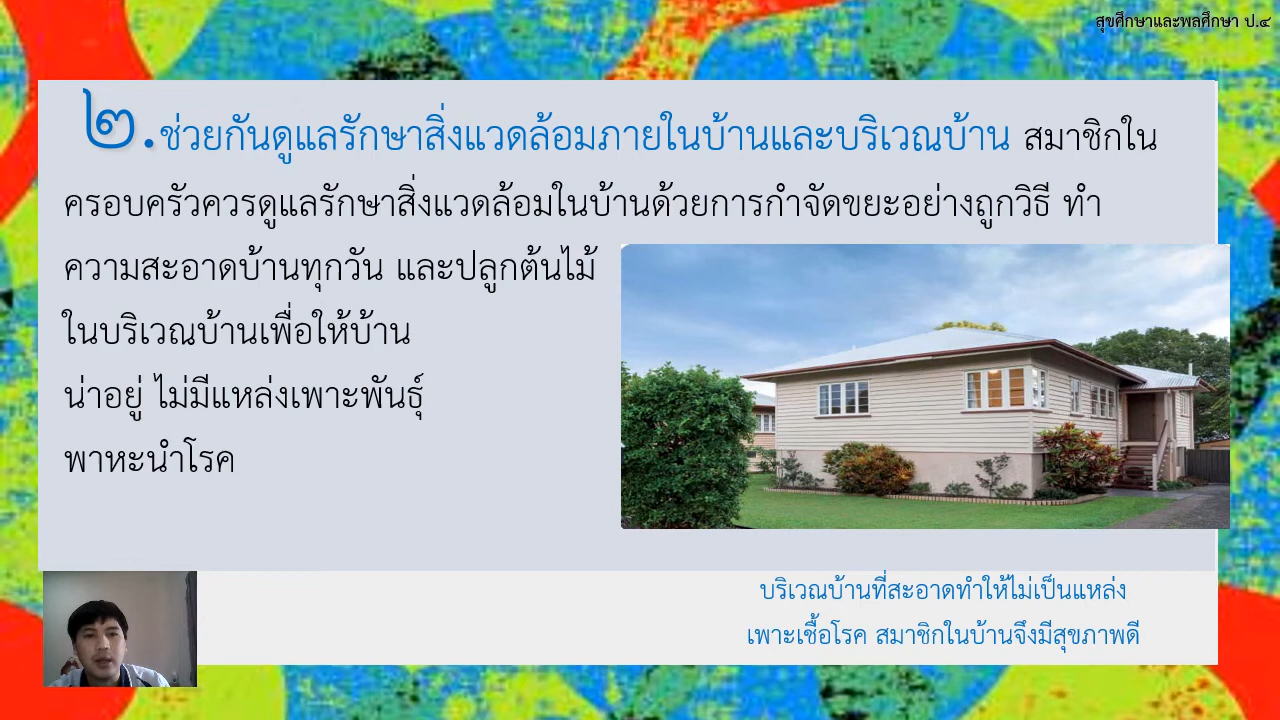 สุขศึกษาและพลศึกษา ป.๔
๒.ช่วยกันดูแลรักษาสิ่งแวดล้อมภายในบ้านและบริเวณบ้าน สมาชิกใน
ครอบครัวควรดูแลรักษาสิ่งแวดล้อมในบ้านด้วยการกำจัดขยะอย่างถูกวิธี ทำ
ความสะอาดบ้านทุกวัน และปลูกต้นไม้
ในบริเวณบ้านเพื่อให้บ้าน
น่าอยู่ ไม่มีแหล่งเพาะพันธุ์
พาหะนำโรค
บริเวณบ้านที่สะอาดทำให้ไม่เป็นแหล่ง
เพาะเชื้อโรค สมาชิกในบ้านจึงมีสุขภาพดี